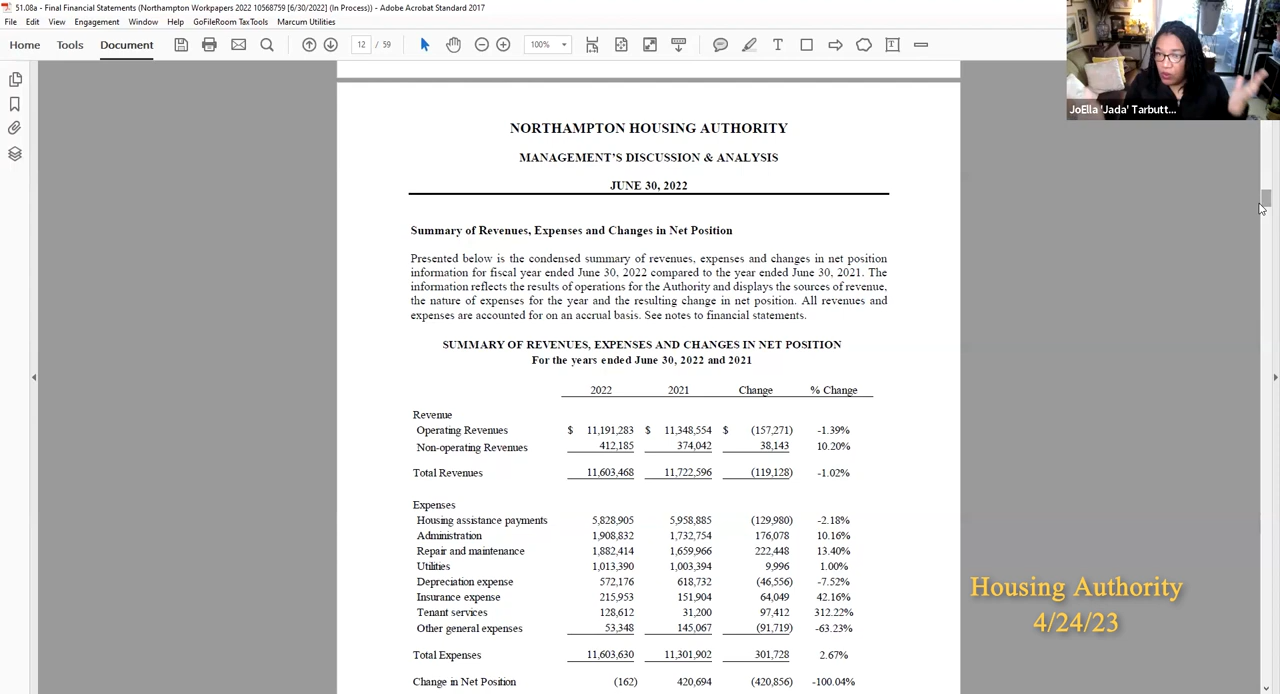 51.08a - Final Financial Statements (Northampton Workpapers 2022 10568759 [6/30/2022] (In Process)) - Adobe Acrobat Standard 2017
File Edit View Engagement Window Help GoFileRoom TaxTools Marcum Utilities
Home Tools Document 12 / 59 100%
JoElla 'Jada' Tarbutt...
NORTHAMPTON HOUSING AUTHORITY
MANAGEMENT'S DISCUSSION & ANALYSIS
JUNE 30, 2022
Summary of Revenues, Expenses and Changes in Net Position
Presented below is the condensed summary of revenues, expenses and changes in net position
information for fiscal year ended June 30, 2022 compared to the year ended June 30, 2021. The
information reflects the results of operations for the Authority and displays the sources of revenue,
the nature of expenses for the year and the resulting change in net position. All revenues and
expenses are accounted for on an accrual basis. See notes to financial statements.
SUMMARY OF REVENUES, EXPENSES AND CHANGES IN NET POSITION
For the years ended June 30, 2022 and 2021
2022 2021 Change % Change
Revenue
Operating Revenues $ 11,191,283 $ 11,348,554 $ (157,271) -1.39%
Non-operating Revenues 412,185 374,042 38,143 10.20%
Total Revenues 11,603,468 11,722,596 (119,128) -1.02%
Expenses
Housing assistance payments 5,828,905 5,958,885 (129,980) -2.18%
Administration 1,908,832 1,732,754 176,078 10.16%
Repair and maintenance 1,882,414 1,659,966 222,448 13.40%
Utilities 1,013,390 1,003,394 9,996 1.00%
Depreciation expense 572,176 618,732 (46,556) -7.52%
Insurance expense 215,953 151,904 64,049 42.16%
Tenant services 128,612 31,200 97,412 312.22%
Other general expenses 53,348 145,067 (91,719) -63.23%
Total Expenses 11,603,630 11,301,902 301,728 2.67%
Change in Net Position (162) 420,694 (420,856) -100.04%
Housing Authority
4/24/23